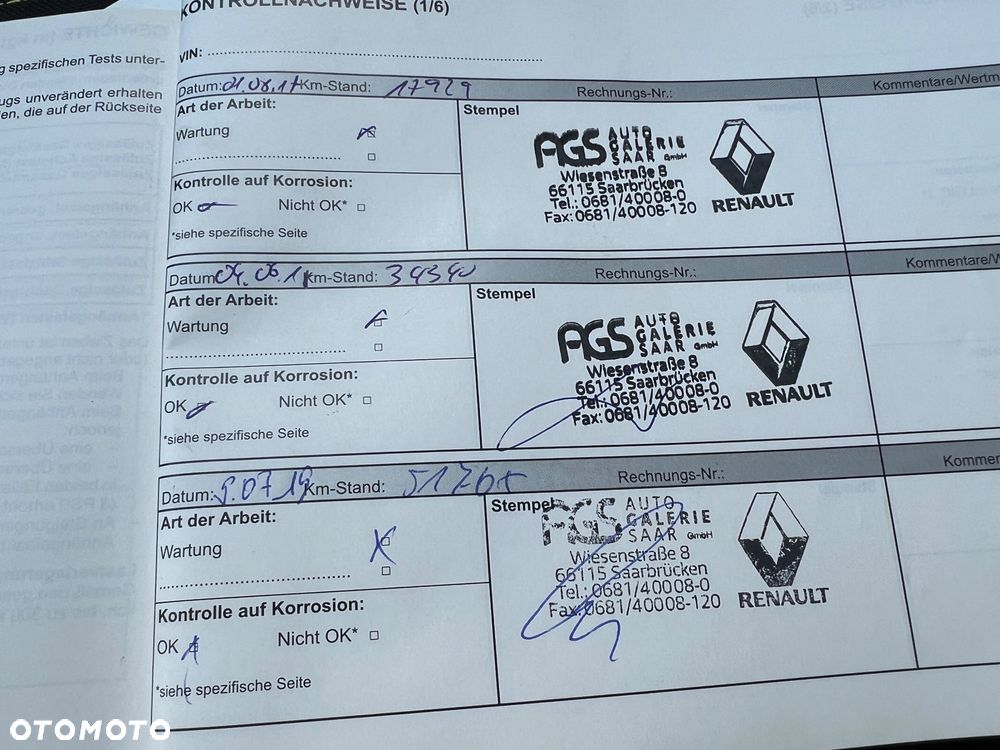 KONTROLLNACHWEISE (1/6)
g spezifischen Tests unter-
ugs unverändert erhalten
en, die auf der Rückseite
VIN:
Datum: 01.08.17 Km-Stand: 17929 Rechnungs-Nr.: Kommentare/Wertm
Art der Arbeit: Stempel
Wartung
AGS AUTO GALERIE SAAR GmbH
Wiesenstraße 8
66115 Saarbrücken
Tel.: 0681/40008-0
Fax: 0681/40008-120
RENAULT
Kontrolle auf Korrosion:
OK Nicht OK* □
*siehe spezifische Seite
Datum: Km-Stand: 34340 Rechnungs-Nr.: Kommentare/W
Art der Arbeit: Stempel
Wartung
AGS AUTO GALERIE SAAR GmbH
Wiesenstraße 8
66115 Saarbrücken
Tel.: 0681/40008-0
Fax: 0681/40008-120
RENAULT
Kontrolle auf Korrosion:
OK Nicht OK* □
*siehe spezifische Seite
Datum: 9.07.19 Km-Stand: Rechnungs-Nr.: Kommen
Art der Arbeit: Stempel
Wartung
AGS AUTO GALERIE SAAR GmbH
Wiesenstraße 8
66115 Saarbrücken
Tel.: 0681/40008-0
Fax: 0681/40008-120
RENAULT
Kontrolle auf Korrosion:
OK Nicht OK* □
*siehe spezifische Seite
OTOMOTO